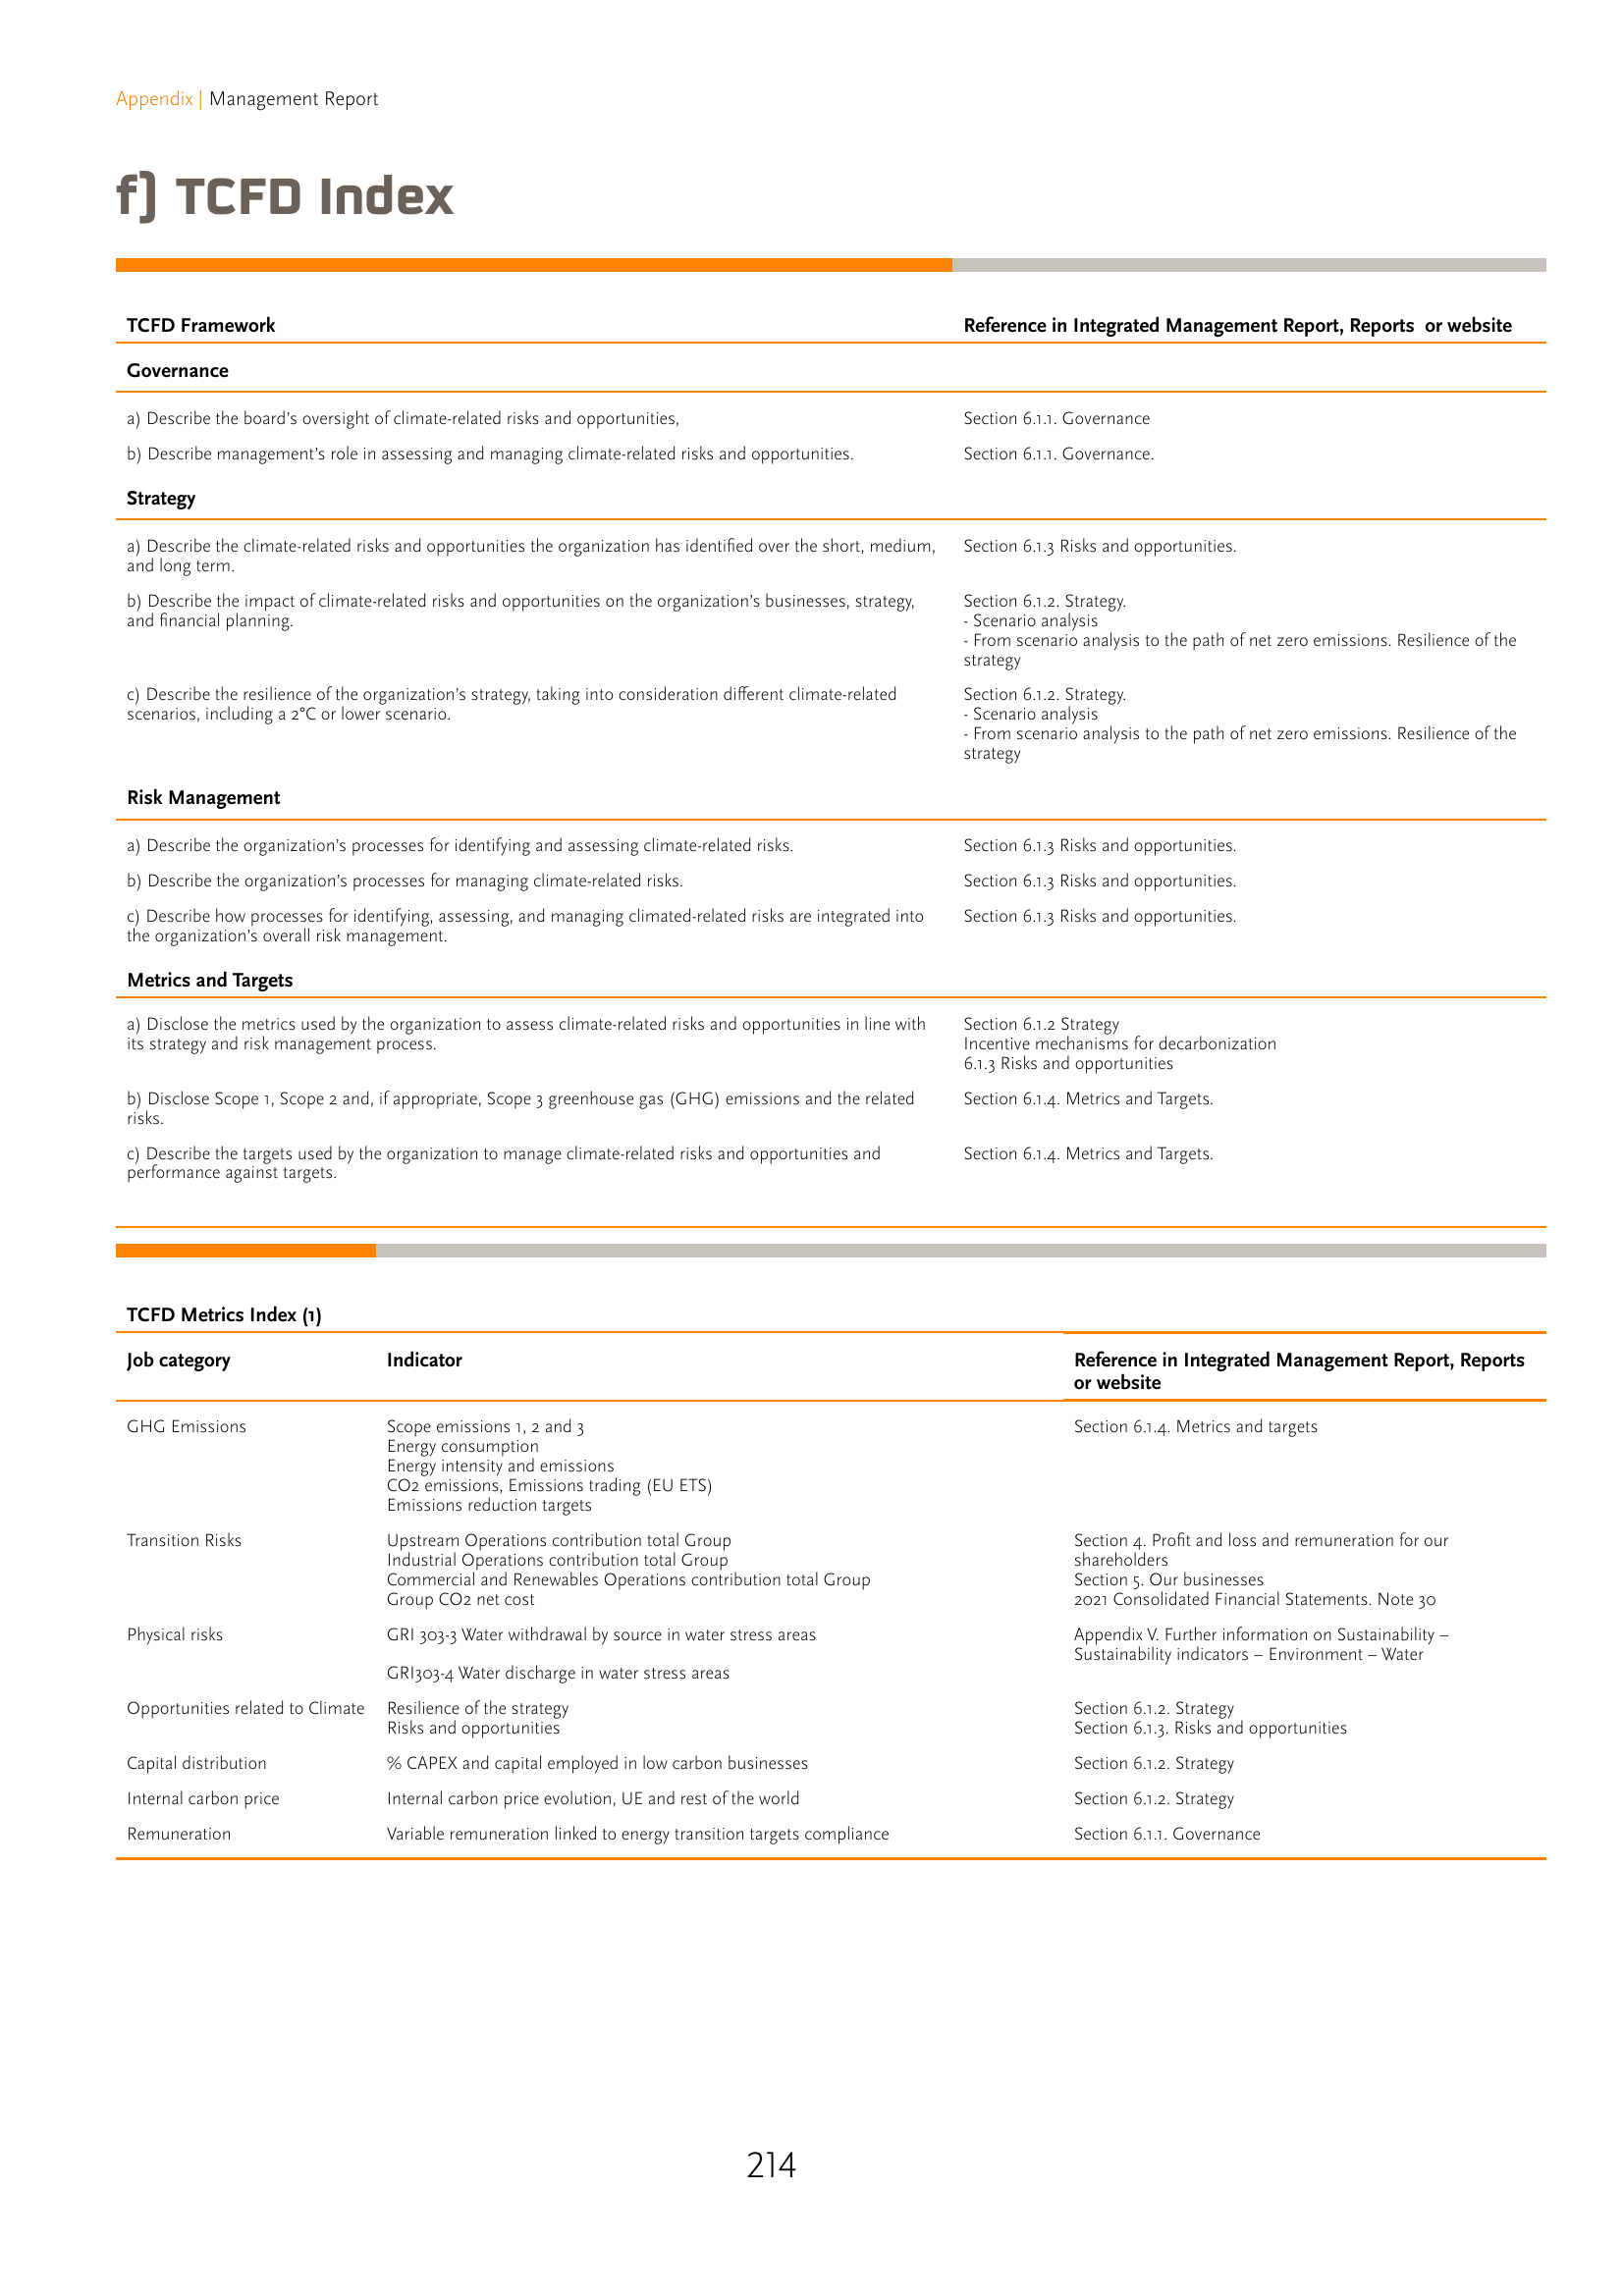 Appendix | Management Report
f) TCFD Index
TCFD Framework
Reference in Integrated Management Report, Reports  or website
Governance
a) Describe the board's oversight of climate-related risks and opportunities,
Section 6.1.1. Governance
b) Describe management's role in assessing and managing climate-related risks and opportunities.
Section 6.1.1. Governance.
Strategy
a) Describe the climate-related risks and opportunities the organization has identified over the short, medium,
and long term.
Section 6.1.3 Risks and opportunities.
b) Describe the impact of climate-related risks and opportunities on the organization's businesses, strategy,
and financial planning.
Section 6.1.2. Strategy.
- Scenario analysis
- From scenario analysis to the path of net zero emissions. Resilience of the
strategy
c) Describe the resilience of the organization's strategy, taking into consideration different climate-related
scenarios, including a 2°C or lower scenario.
Section 6.1.2. Strategy.
- Scenario analysis
- From scenario analysis to the path of net zero emissions. Resilience of the
strategy
Risk Management
a) Describe the organization's processes for identifying and assessing climate-related risks.
Section 6.1.3 Risks and opportunities.
b) Describe the organization's processes for managing climate-related risks.
Section 6.1.3 Risks and opportunities.
c) Describe how processes for identifying, assessing, and managing climated-related risks are integrated into
the organization's overall risk management.
Section 6.1.3 Risks and opportunities.
Metrics and Targets
a) Disclose the metrics used by the organization to assess climate-related risks and opportunities in line with
its strategy and risk management process.
Section 6.1.2 Strategy
Incentive mechanisms for decarbonization
6.1.3 Risks and opportunities
b) Disclose Scope 1, Scope 2 and, if appropriate, Scope 3 greenhouse gas (GHG) emissions and the related
risks.
Section 6.1.4. Metrics and Targets.
c) Describe the targets used by the organization to manage climate-related risks and opportunities and
performance against targets.
Section 6.1.4. Metrics and Targets.
TCFD Metrics Index (1)
Job category
Indicator
Reference in Integrated Management Report, Reports
or website
GHG Emissions
Scope emissions 1, 2 and 3
Energy consumption
Energy intensity and emissions
CO2 emissions, Emissions trading (EU ETS)
Emissions reduction targets
Section 6.1.4. Metrics and targets
Transition Risks
Upstream Operations contribution total Group
Industrial Operations contribution total Group
Commercial and Renewables Operations contribution total Group
Group CO2 net cost
Section 4. Profit and loss and remuneration for our
shareholders
Section 5. Our businesses
2021 Consolidated Financial Statements. Note 30
Physical risks
GRI 303-3 Water withdrawal by source in water stress areas
GRI303-4 Water discharge in water stress areas
Appendix V. Further information on Sustainability –
Sustainability indicators – Environment – Water
Opportunities related to Climate
Resilience of the strategy
Risks and opportunities
Section 6.1.2. Strategy
Section 6.1.3. Risks and opportunities
Capital distribution
% CAPEX and capital employed in low carbon businesses
Section 6.1.2. Strategy
Internal carbon price
Internal carbon price evolution, UE and rest of the world
Section 6.1.2. Strategy
Remuneration
Variable remuneration linked to energy transition targets compliance
Section 6.1.1. Governance
214